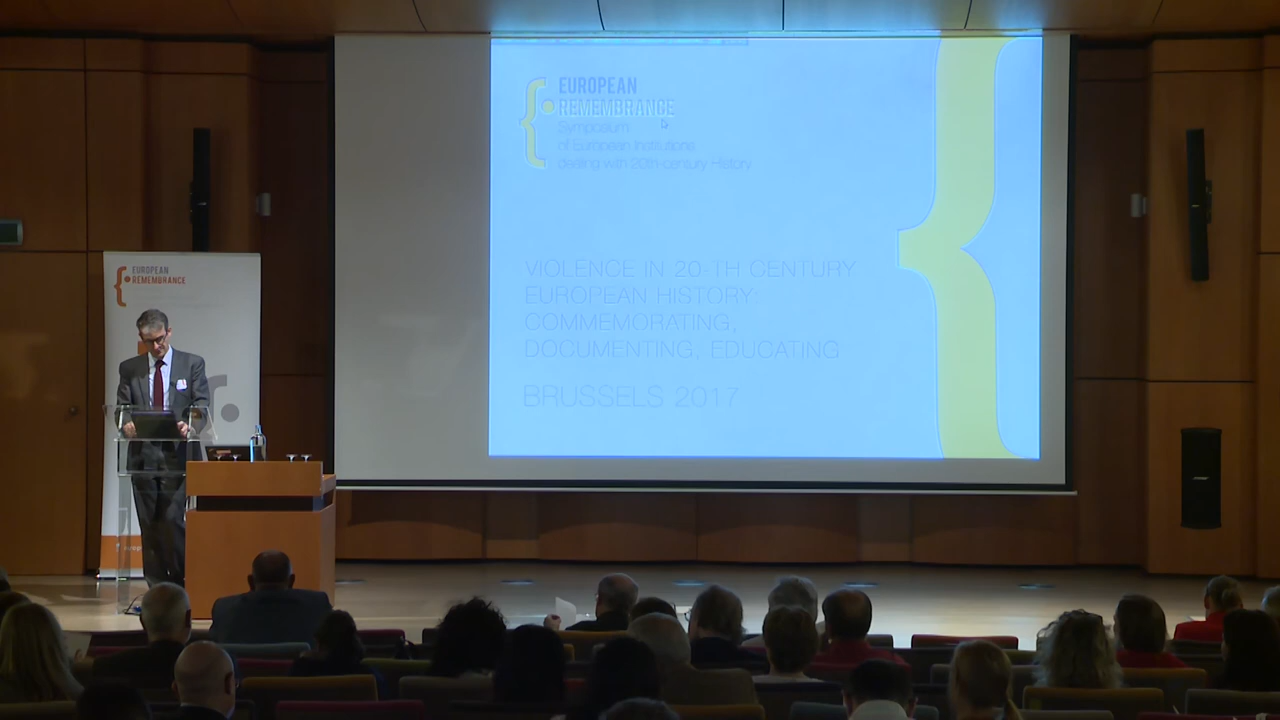 EUROPEAN
REMEMBRANCE
Symposium
of European Institutions
dealing with 20th-century History
VIOLENCE IN 20-TH CENTURY
EUROPEAN HISTORY:
COMMEMORATING,
DOCUMENTING, EDUCATING
BRUSSELS 2017
EUROPEAN
REMEMBRANCE